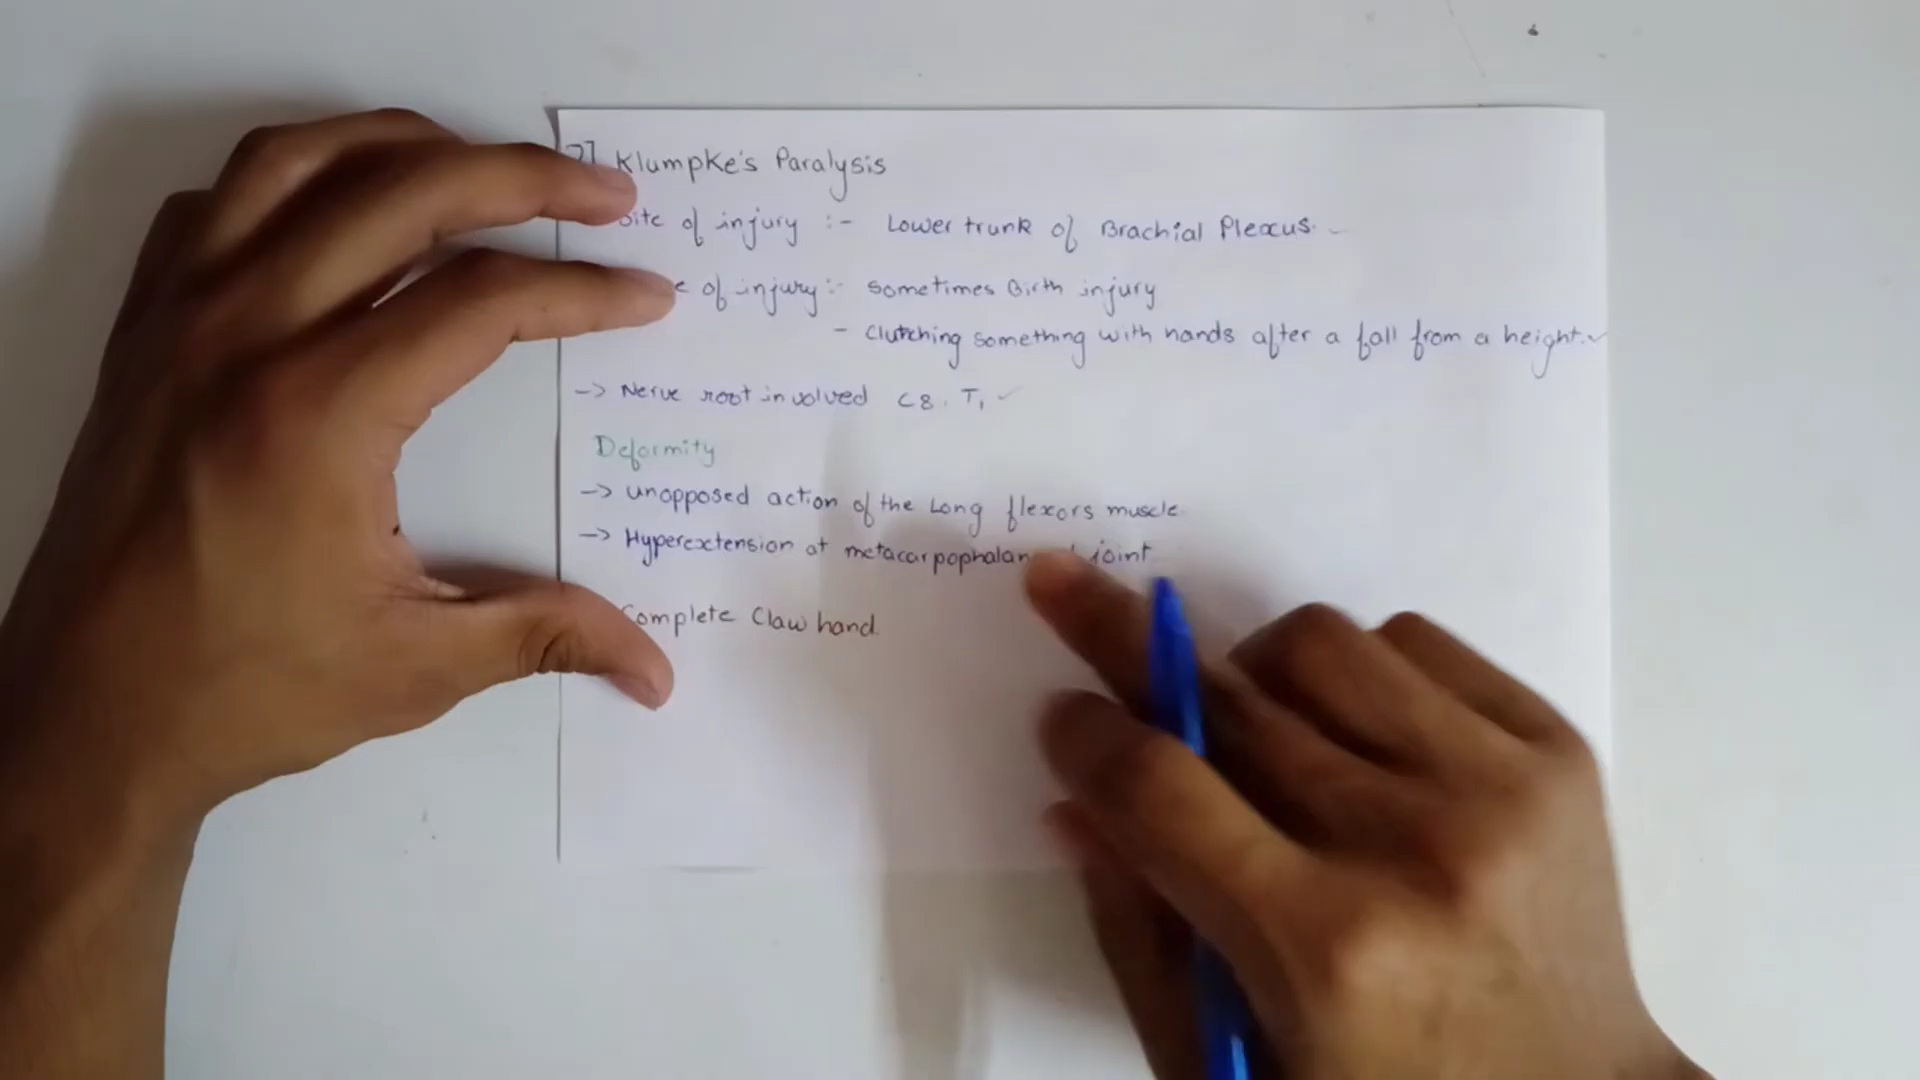 Klumpke's Paralysis
Site of injury :- Lower trunk of Brachial Plexus.
of injury :- sometimes Birth injury
- Clutching something with hands after a fall from a height.
-> Nerve root involved C8. T1
Deformity
-> unopposed action of the Long flexors muscle.
-> Hyperextension at joint
Complete Claw hand.